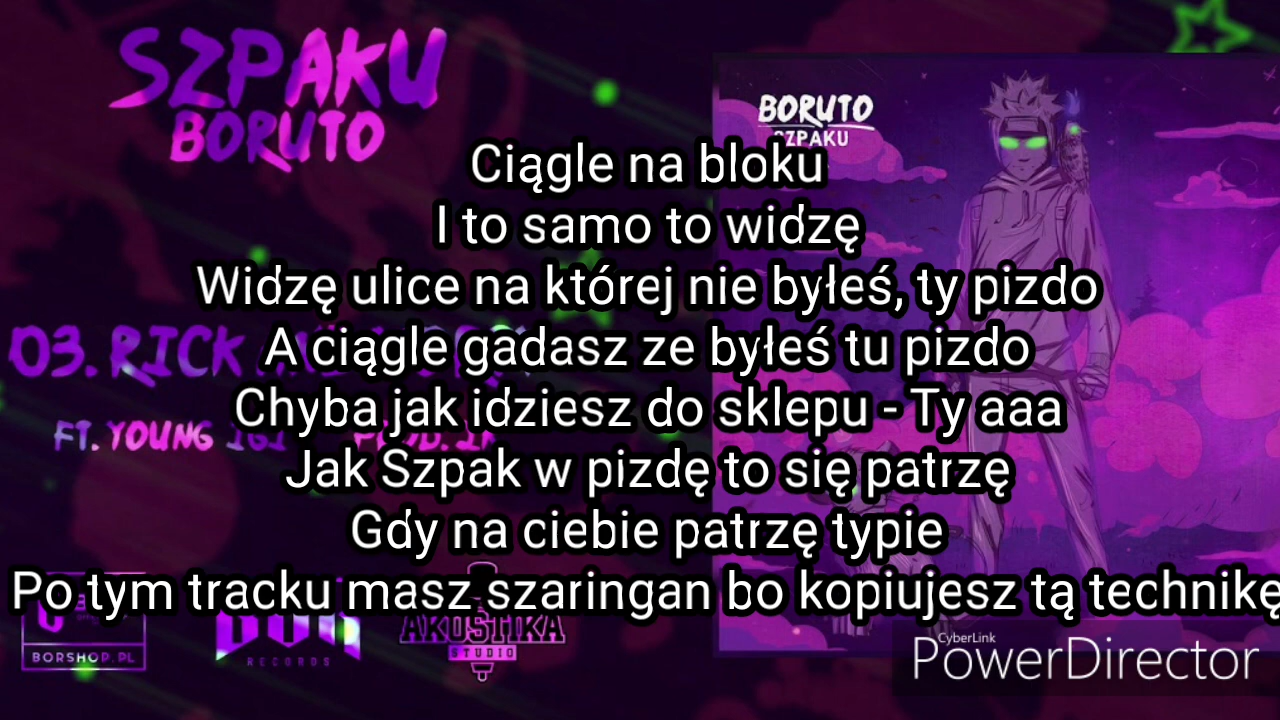 SZPAKU
BORUTO
BORUTO
SZPAKU
Ciągle na bloku
I to samo to widzę
Widzę ulice na której nie byłeś, ty pizdo
03. RICK
A ciągle gadasz ze byłeś tu pizdo
Chyba jak idziesz do sklepu - Ty aaa
FT. YOUNG IGI
Jak Szpak w pizdę to się patrzę
Gdy na ciebie patrzę typie
Po tym tracku masz szaringan bo kopiujesz tą technikę
BORSHOP.PL
BOR
RECORDS
AKUSTIKA
STUDIO
CyberLink
PowerDirector